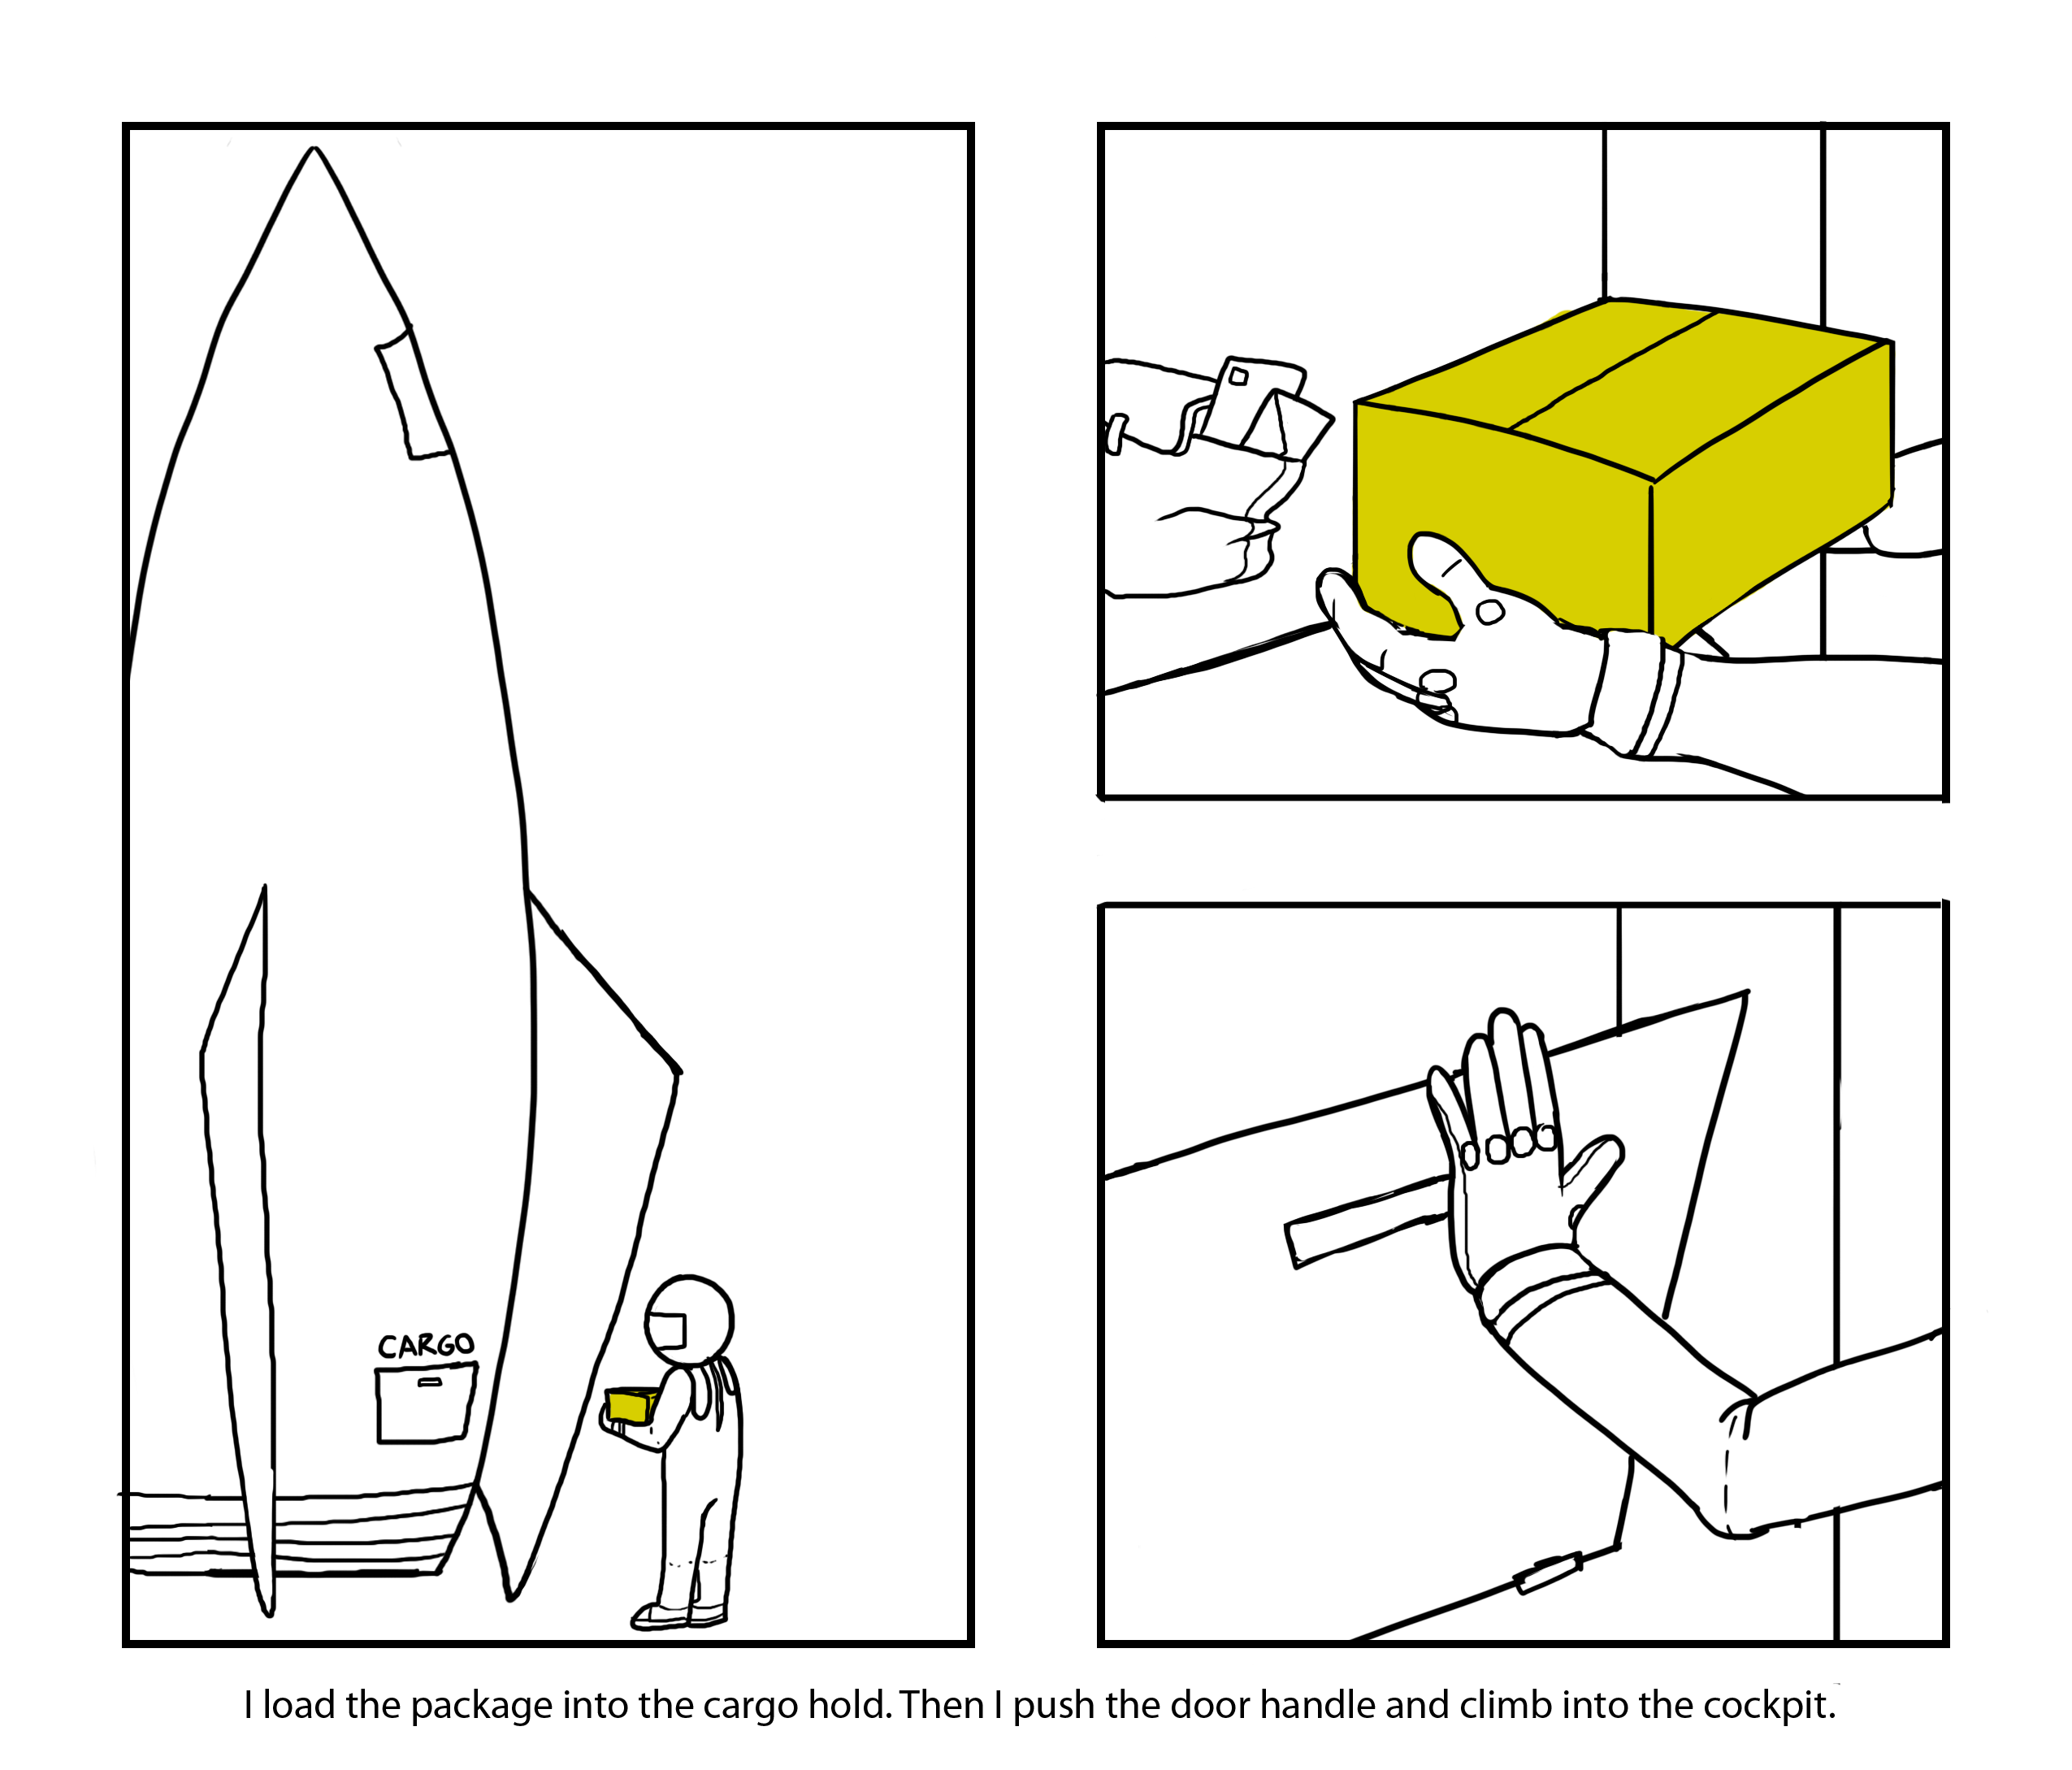 CARGO
I load the package into the cargo hold. Then I push the door handle and climb into the cockpit.